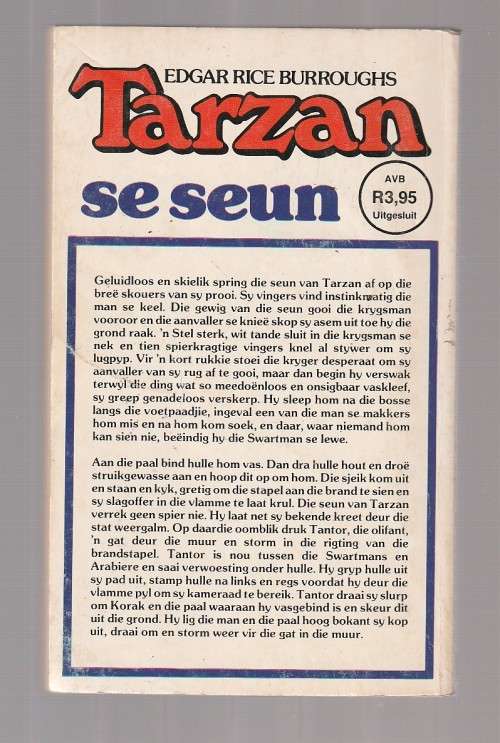 EDGAR RICE BURROUGHS
Tarzan
se seun
AVB
R3,95
Uitgesluit
Geluidloos en skielik spring die seun van Tarzan af op die
breë skouers van sy prooi. Sy vingers vind instinkmatig die
man se keel. Die gewig van die seun gooi die krygsman
vooroor en die aanvaller se knieë skop sy asem uit toe hy die
grond raak. 'n Stel sterk, wit tande sluit in die krygsman se
nek en tien spierkragtige vingers knel al stywer om sy
lugpyp. Vir 'n kort rukkie stoei die kryger desperaat om sy
aanvaller van sy rug af te gooi, maar dan begin hy verswak
terwyl die ding wat so meedoënloos en onsigbaar vaskleef,
sy greep genadeloos verskerp. Hy sleep hom na die bosse
langs die voetpaadjie, ingeval een van die man se makkers
hom mis en na hom kom soek, en daar, waar niemand hom
kan sien nie, beëindig hy die Swartman se lewe.
Aan die paal bind hulle hom vas. Dan dra hulle hout en droë
struikgewasse aan en hoop dit op om hom. Die sjeik kom uit
en staan en kyk, gretig om die stapel aan die brand te sien en
sy slagoffer in die vlamme te laat krul. Die seun van Tarzan
verrek geen spier nie. Hy laat net sy bekende kreet deur die
stat weergalm. Op daardie oomblik druk Tantor, die olifant,
'n gat deur die muur en storm in die rigting van die
brandstapel. Tantor is nou tussen die Swartmans en
Arabiere en saai verwoesting onder hulle. Hy gryp hulle uit
sy pad uit, stamp hulle na links en regs voordat hy deur die
vlamme pyl om sy kameraad te bereik. Tantor draai sy slurp
om Korak en die paal waaraan hy vasgebind is en skeur dit
uit die grond. Hy lig die man en die paal hoog bokant sy kop
uit, draai om en storm weer vir die gat in die muur.